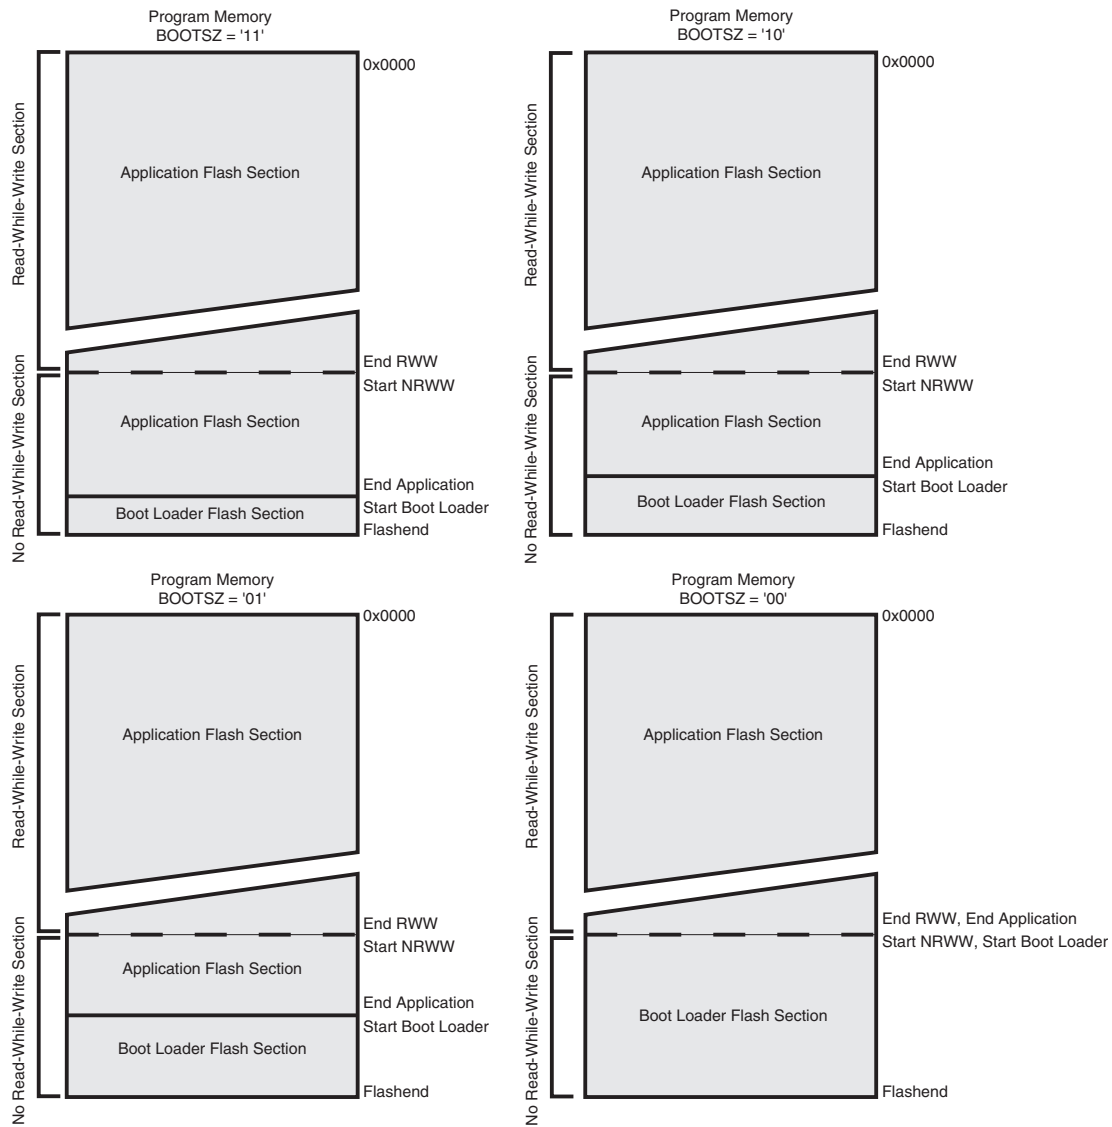 Program Memory
BOOTSZ = '11'
0x0000
Read-While-Write Section
Application Flash Section
End RWW
Start NRWW
No Read-While-Write Section
Application Flash Section
End Application
Start Boot Loader
Boot Loader Flash Section
Flashend
Program Memory
BOOTSZ = '10'
0x0000
Read-While-Write Section
Application Flash Section
End RWW
Start NRWW
No Read-While-Write Section
Application Flash Section
End Application
Start Boot Loader
Boot Loader Flash Section
Flashend
Program Memory
BOOTSZ = '01'
0x0000
Read-While-Write Section
Application Flash Section
End RWW
Start NRWW
No Read-While-Write Section
Application Flash Section
End Application
Start Boot Loader
Boot Loader Flash Section
Flashend
Program Memory
BOOTSZ = '00'
0x0000
Read-While-Write Section
Application Flash Section
End RWW, End Application
Start NRWW, Start Boot Loader
No Read-While-Write Section
Boot Loader Flash Section
Flashend